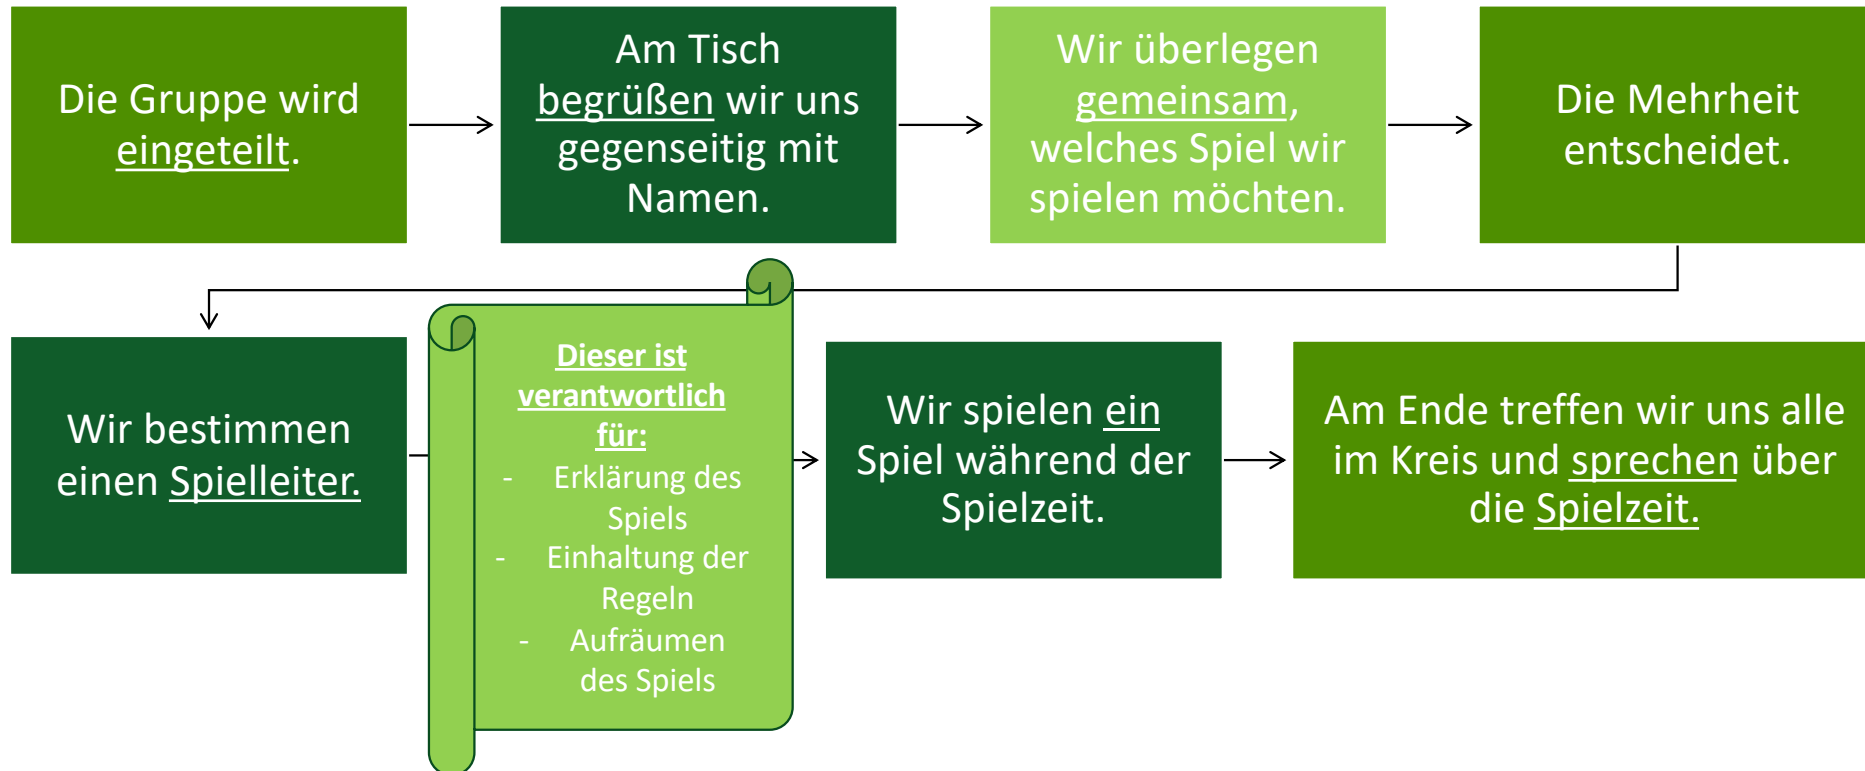 Die Gruppe wird
eingeteilt.
Am Tisch
begrüßen wir uns
gegenseitig mit
Namen.
Wir überlegen
gemeinsam,
welches Spiel wir
spielen möchten.
Die Mehrheit
entscheidet.
Wir bestimmen
einen Spielleiter.
Dieser ist
verantwortlich
für:
- Erklärung des
Spiels
- Einhaltung der
Regeln
- Aufräumen
des Spiels
Wir spielen ein
Spiel während der
Spielzeit.
Am Ende treffen wir uns alle
im Kreis und sprechen über
die Spielzeit.